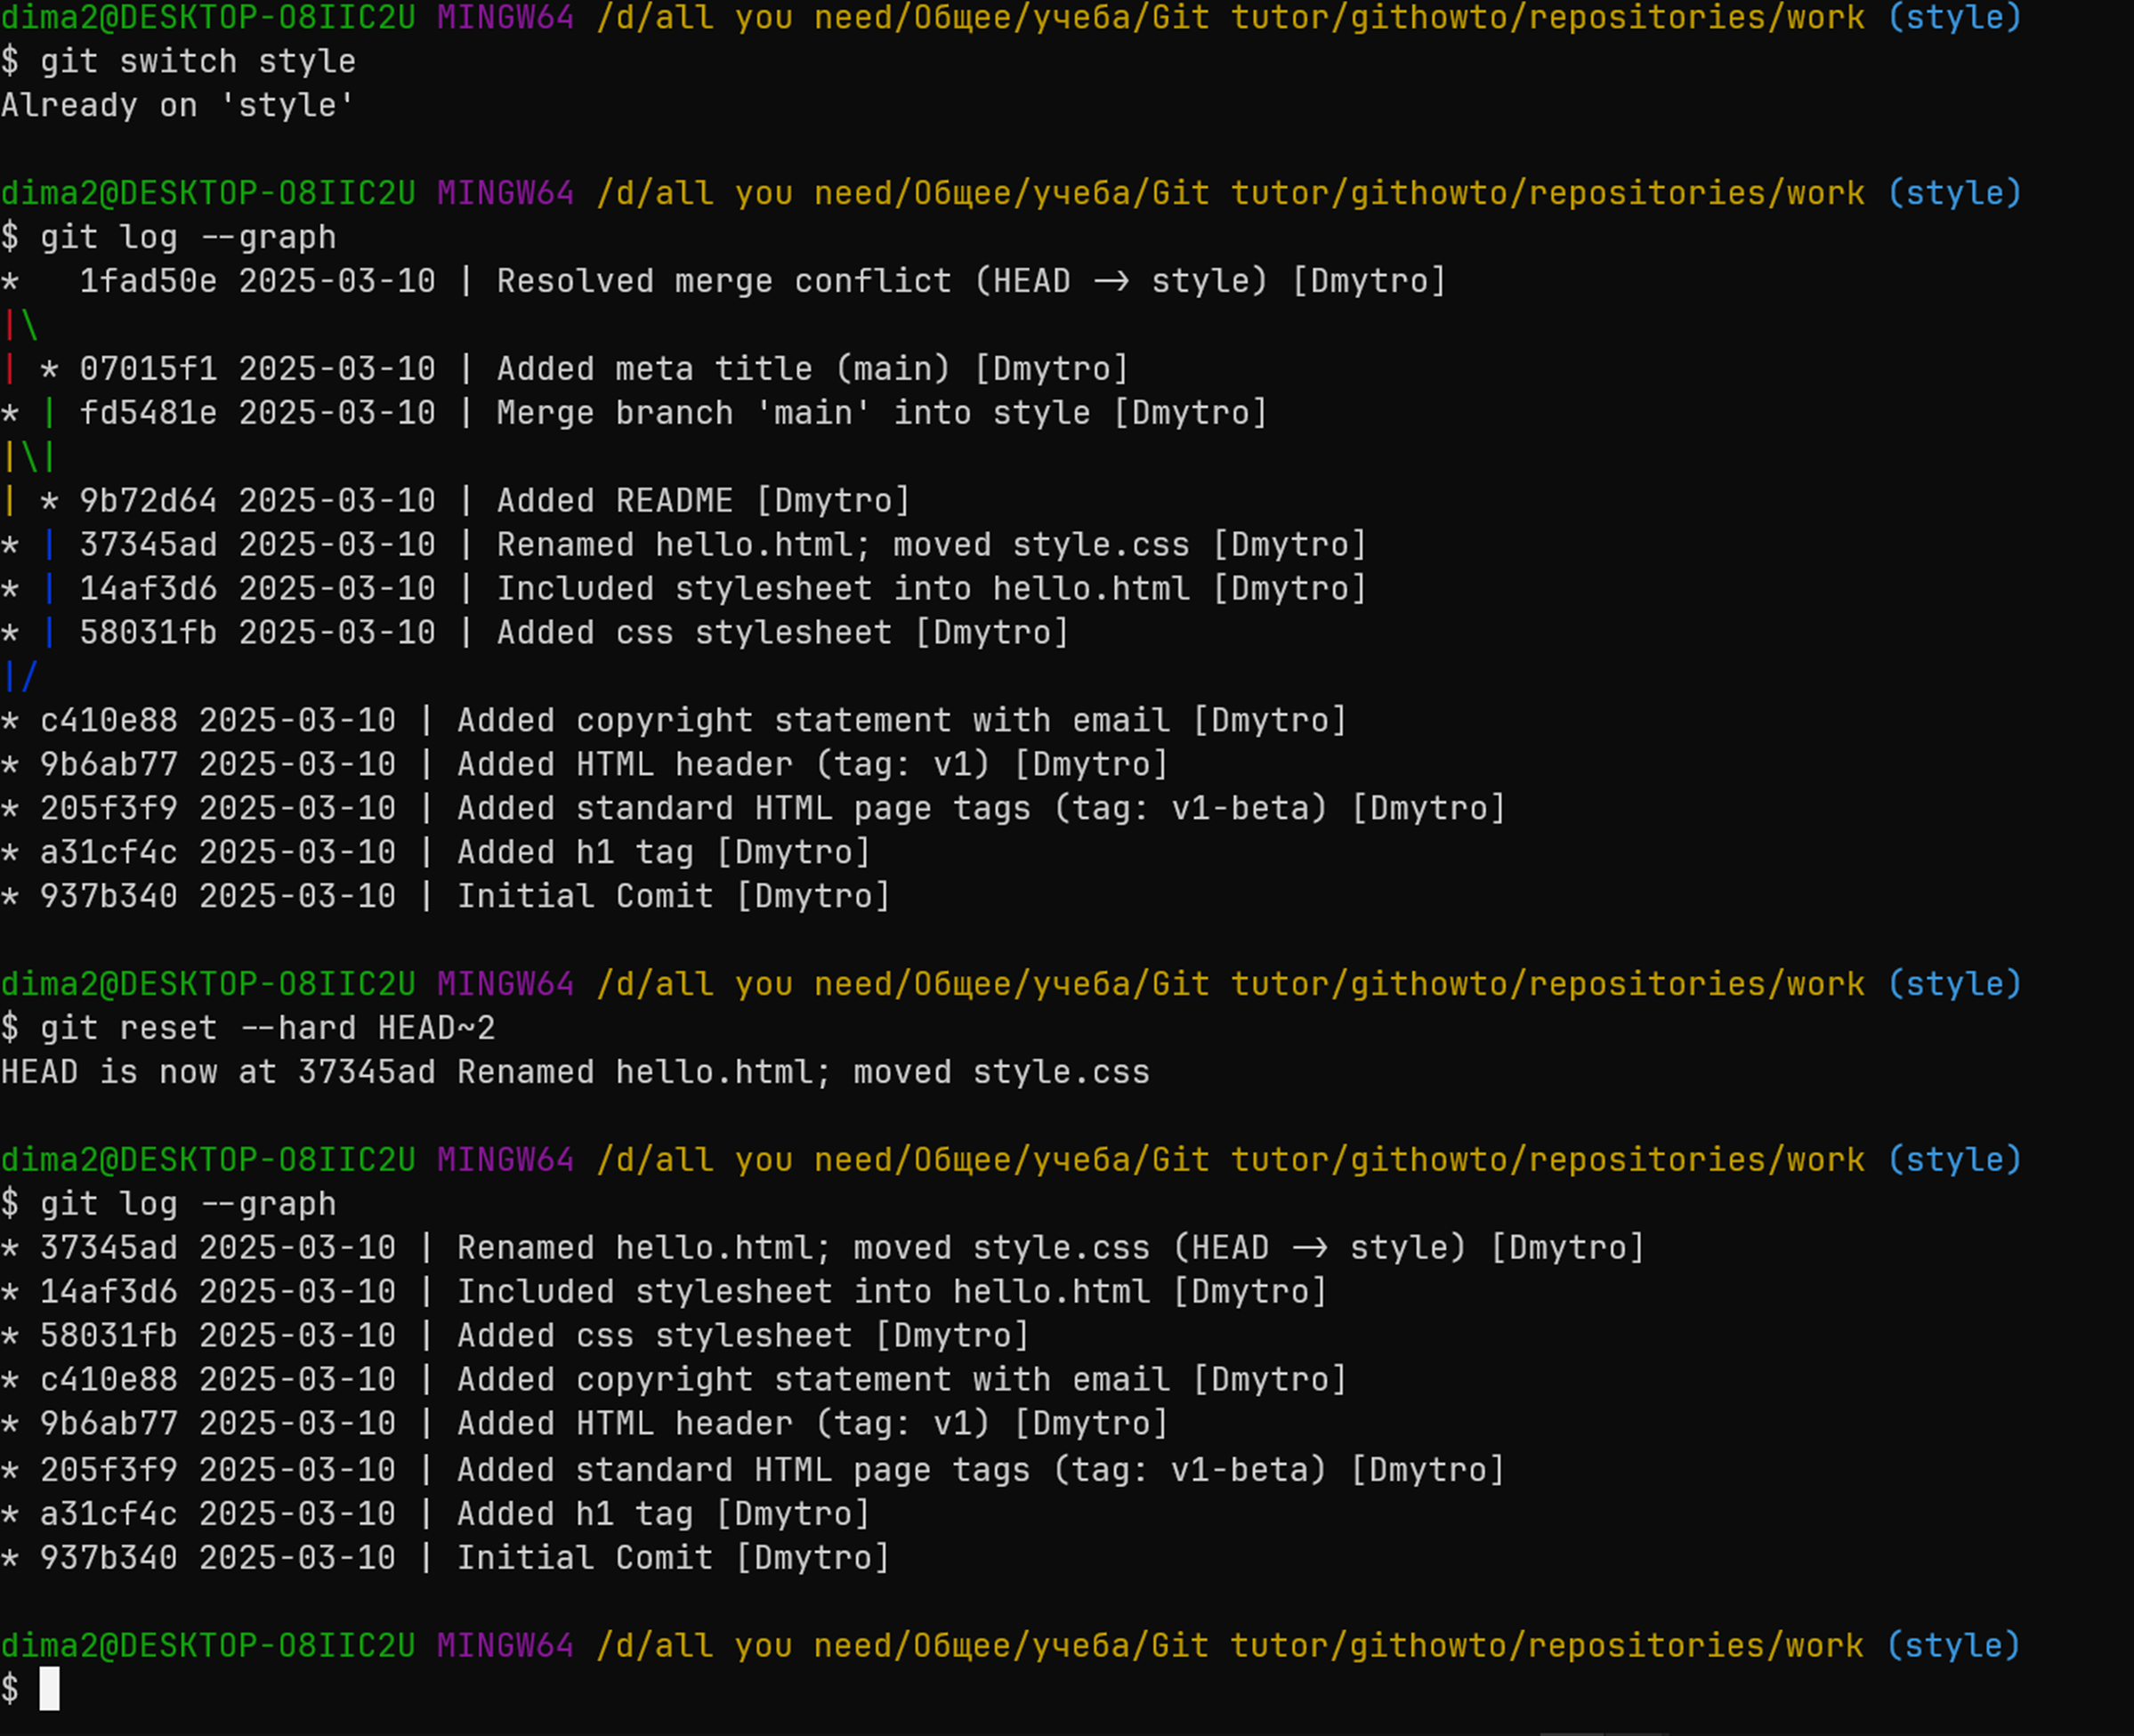 dima2@DESKTOP-O8IIC2U MINGW64 /d/all you need/Общее/учеба/Git tutor/githowto/repositories/work (style)
$ git switch style
Already on 'style'
dima2@DESKTOP-O8IIC2U MINGW64 /d/all you need/Общее/учеба/Git tutor/githowto/repositories/work (style)
$ git log --graph
*   1fad50e 2025-03-10 | Resolved merge conflict (HEAD -> style) [Dmytro]
|\
| * 07015f1 2025-03-10 | Added meta title (main) [Dmytro]
* | fd5481e 2025-03-10 | Merge branch 'main' into style [Dmytro]
|\|
| * 9b72d64 2025-03-10 | Added README [Dmytro]
* | 37345ad 2025-03-10 | Renamed hello.html; moved style.css [Dmytro]
* | 14af3d6 2025-03-10 | Included stylesheet into hello.html [Dmytro]
* | 58031fb 2025-03-10 | Added css stylesheet [Dmytro]
|/
* c410e88 2025-03-10 | Added copyright statement with email [Dmytro]
* 9b6ab77 2025-03-10 | Added HTML header (tag: v1) [Dmytro]
* 205f3f9 2025-03-10 | Added standard HTML page tags (tag: v1-beta) [Dmytro]
* a31cf4c 2025-03-10 | Added h1 tag [Dmytro]
* 937b340 2025-03-10 | Initial Comit [Dmytro]
dima2@DESKTOP-O8IIC2U MINGW64 /d/all you need/Общее/учеба/Git tutor/githowto/repositories/work (style)
$ git reset --hard HEAD~2
HEAD is now at 37345ad Renamed hello.html; moved style.css
dima2@DESKTOP-O8IIC2U MINGW64 /d/all you need/Общее/учеба/Git tutor/githowto/repositories/work (style)
$ git log --graph
* 37345ad 2025-03-10 | Renamed hello.html; moved style.css (HEAD -> style) [Dmytro]
* 14af3d6 2025-03-10 | Included stylesheet into hello.html [Dmytro]
* 58031fb 2025-03-10 | Added css stylesheet [Dmytro]
* c410e88 2025-03-10 | Added copyright statement with email [Dmytro]
* 9b6ab77 2025-03-10 | Added HTML header (tag: v1) [Dmytro]
* 205f3f9 2025-03-10 | Added standard HTML page tags (tag: v1-beta) [Dmytro]
* a31cf4c 2025-03-10 | Added h1 tag [Dmytro]
* 937b340 2025-03-10 | Initial Comit [Dmytro]
dima2@DESKTOP-O8IIC2U MINGW64 /d/all you need/Общее/учеба/Git tutor/githowto/repositories/work (style)
$